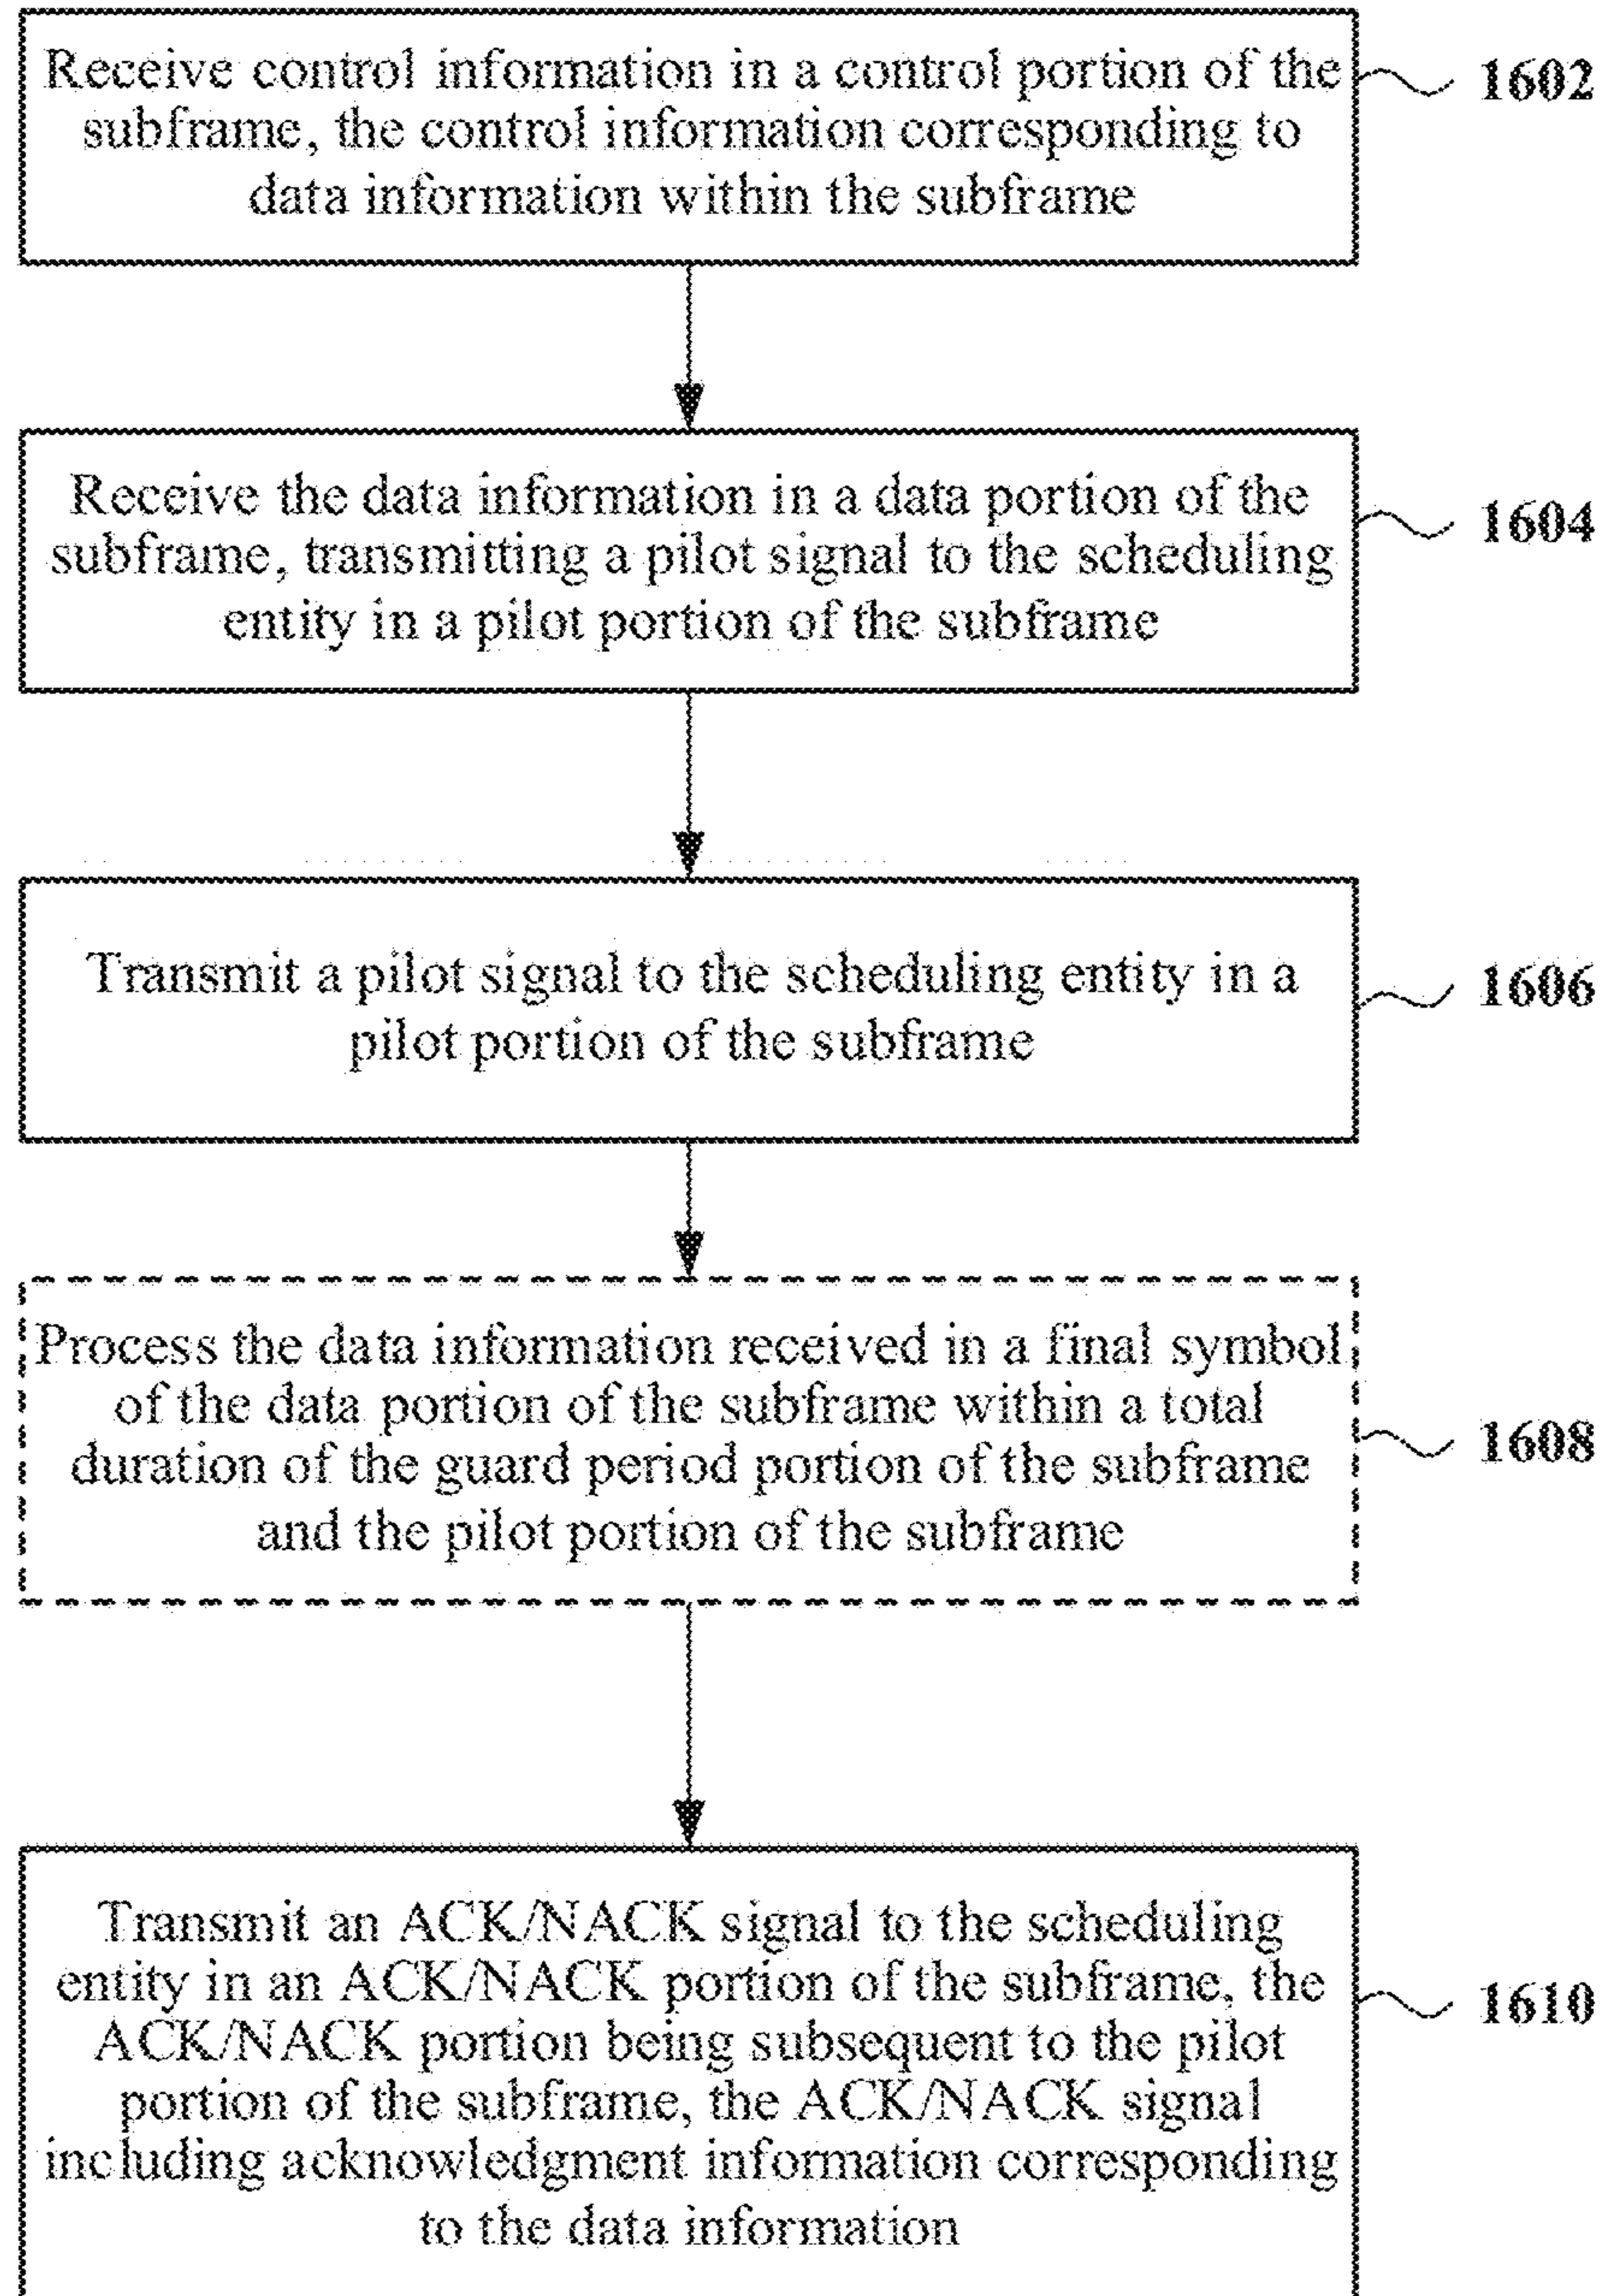 Receive control information in a control portion of the
subframe, the control information corresponding to
data information within the subframe
1602
Receive the data information in a data portion of the
subframe, transmitting a pilot signal to the scheduling
entity in a pilot portion of the subframe
1604
Transmit a pilot signal to the scheduling entity in a
pilot portion of the subframe
1606
Process the data information received in a final symbol
of the data portion of the subframe within a total
duration of the guard period portion of the subframe
and the pilot portion of the subframe
1608
Transmit an ACK/NACK signal to the scheduling
entity in an ACK/NACK portion of the subframe, the
ACK/NACK portion being subsequent to the pilot
portion of the subframe, the ACK/NACK signal
including acknowledgment information corresponding
to the data information
1610